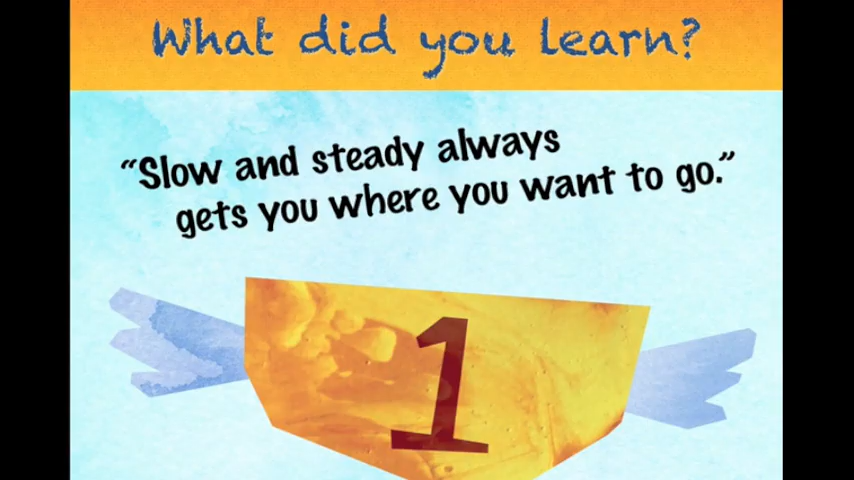 What did you learn?
“Slow and steady always
gets you where you want to go.”
1